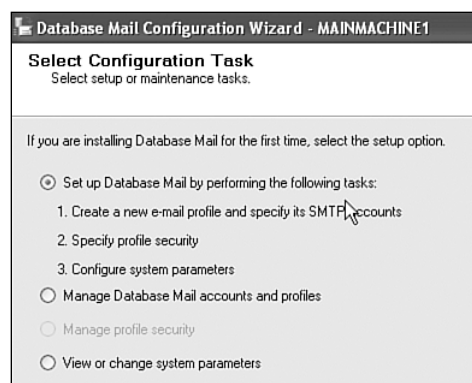 Database Mail Configuration Wizard - MAINMACHINE1
Select Configuration Task
Select setup or maintenance tasks.
If you are installing Database Mail for the first time, select the setup option.
Set up Database Mail by performing the following tasks:
1. Create a new e-mail profile and specify its SMTP accounts
2. Specify profile security
3. Configure system parameters
Manage Database Mail accounts and profiles
Manage profile security
View or change system parameters